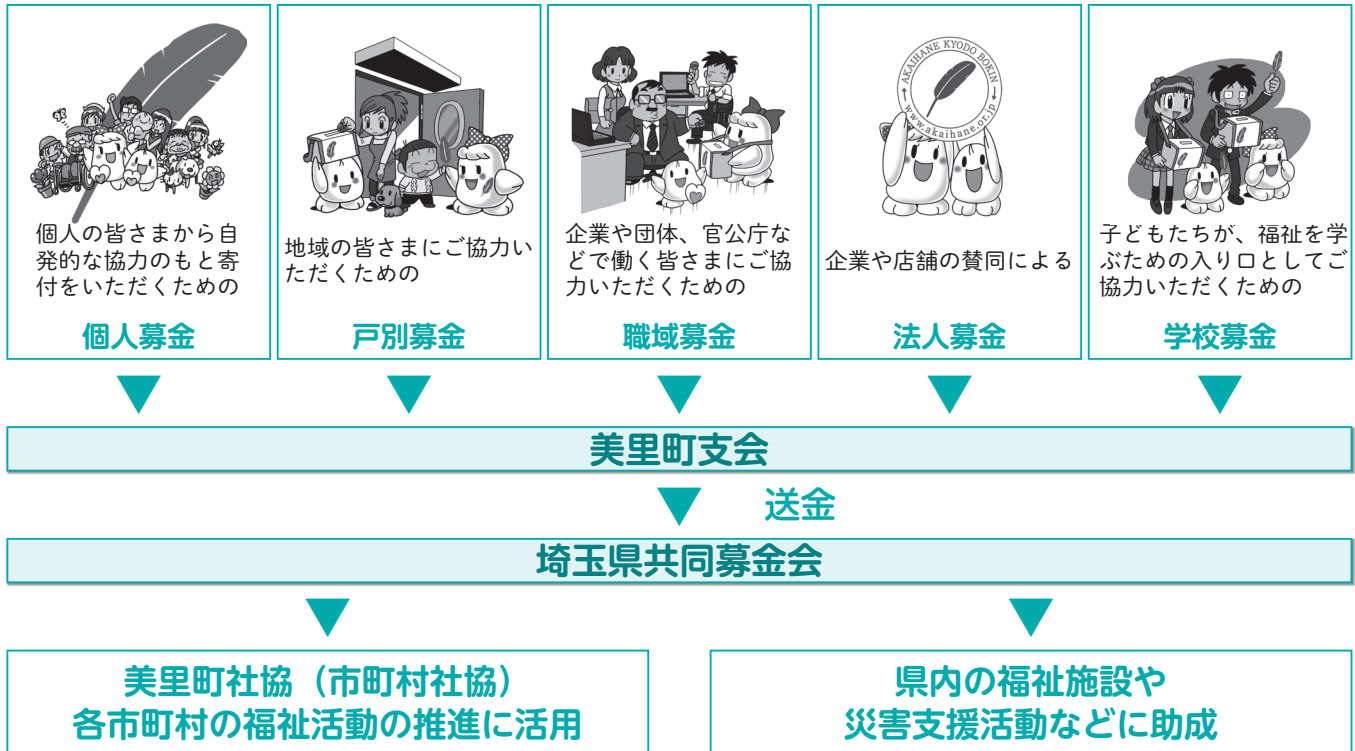 AKAIHANE KYODO BOKIN
www.akaihane.or.jp
個人の皆さまから自
発的な協力のもと寄
付をいただくための
個人募金
地域の皆さまにご協力い
ただくための
戸別募金
企業や団体、官公庁な
どで働く皆さまにご協
力いただくための
職域募金
企業や店舗の賛同による
法人募金
子どもたちが、福祉を学
ぶための入り口としてご
協力いただくための
学校募金
美里町支会
送金
埼玉県共同募金会
美里町社協（市町村社協）
各市町村の福祉活動の推進に活用
県内の福祉施設や
災害支援活動などに助成